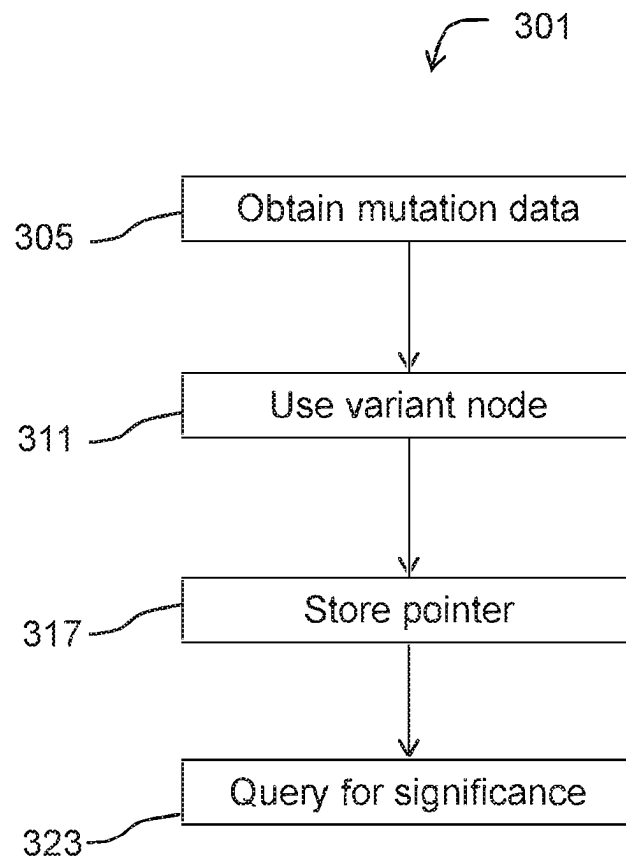 301
Obtain mutation data
305
Use variant node
311
Store pointer
317
Query for significance
323